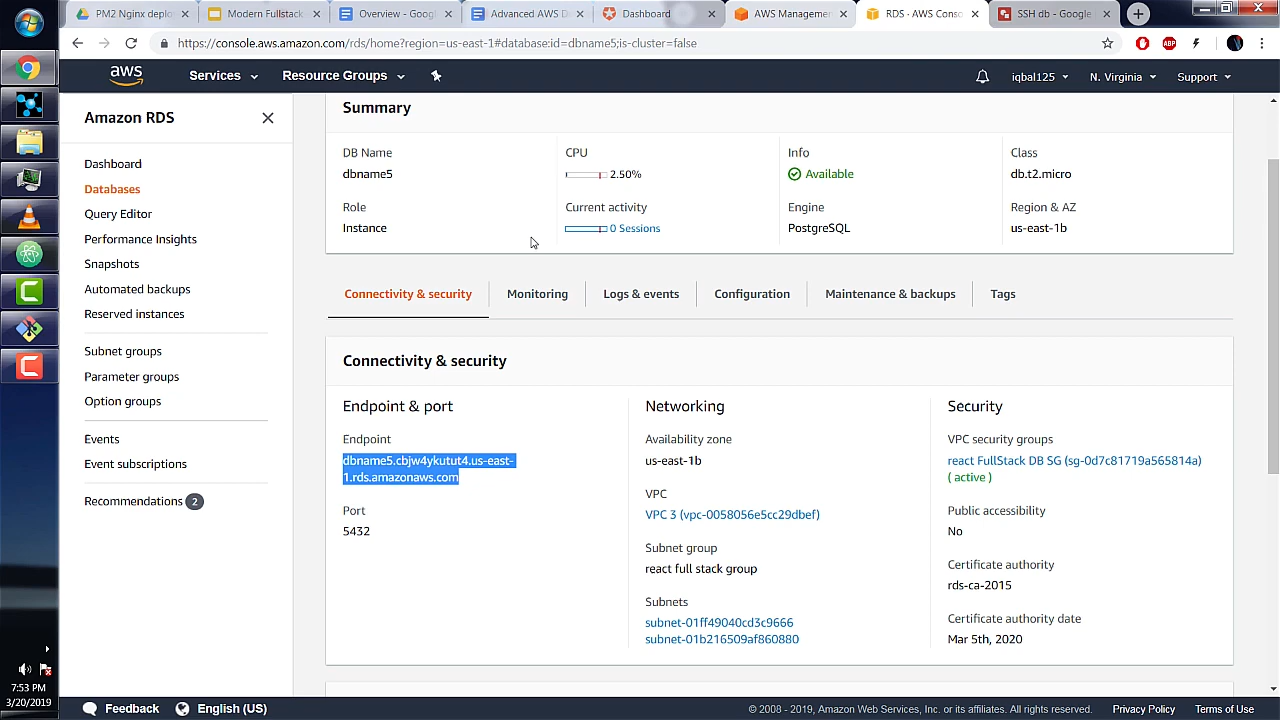 PM2 Nginx deplo
Modern Fullstack
Overview - Goog
Advanced AWS D
Dashboard
AWS Managemen
RDS · AWS Cons
SSH db - Google
https://console.aws.amazon.com/rds/home?region=us-east-1#database:id=dbname5;is-cluster=false
ABP
aws
Services
Resource Groups
iqbal125
N. Virginia
Support
Amazon RDS
Dashboard
Databases
Query Editor
Performance Insights
Snapshots
Automated backups
Reserved instances
Subnet groups
Parameter groups
Option groups
Events
Event subscriptions
Recommendations 2
Summary
DB Name
dbname5
CPU
2.50%
Info
Available
Class
db.t2.micro
Role
Instance
Current activity
0 Sessions
Engine
PostgreSQL
Region & AZ
us-east-1b
Connectivity & security
Monitoring
Logs & events
Configuration
Maintenance & backups
Tags
Connectivity & security
Endpoint & port
Endpoint
dbname5.cbjw4ykutut4.us-east-
1.rds.amazonaws.com
Port
5432
Networking
Availability zone
us-east-1b
VPC
VPC 3 (vpc-0058056e5cc29dbef)
Subnet group
react full stack group
Subnets
subnet-01ff49040cd3c9666
subnet-01b216509af860880
Security
VPC security groups
react FullStack DB SG (sg-0d7c81719a565814a)
( active )
Public accessibility
No
Certificate authority
rds-ca-2015
Certificate authority date
Mar 5th, 2020
7:53 PM
3/20/2019
Feedback
English (US)
© 2008 - 2019, Amazon Web Services, Inc. or its affiliates. All rights reserved.
Privacy Policy
Terms of Use